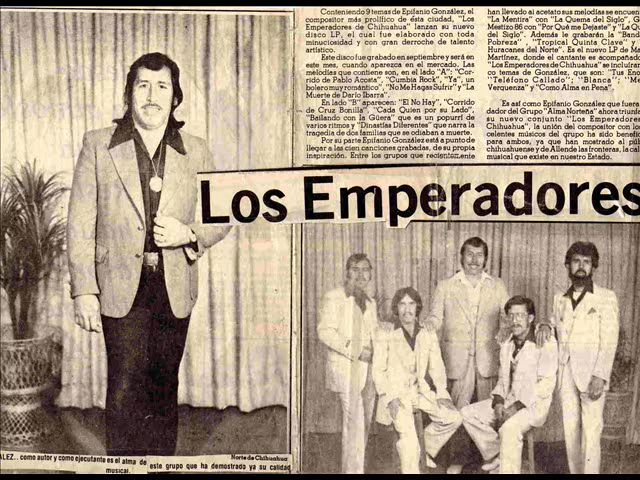 Conteniendo 9 temas de Epifanio González, el
compositor más prolífico de ésta ciudad, "Los
Emperadores de Chihuahua" lanzan su nuevo
disco LP, el cual fue elaborado con toda
minuciosidad y con gran derroche de talento
artístico.
Este disco fue grabado en septiembre y será en
este mes, cuando aparezca en el mercado. Las
melodías que contiene son, en el lado "A": "Corri-
do de Pablo Acosta", "Cumbia Rock", "Ya", un
bolero muy romántico", "No Me Hagas Sufrir" y "La
Muerte de Darío Ibarra".
En lado "B" aparecen: "El No Hay", "Corrido
de Cruz Bonilla", "Cada Quien por su Lado",
"Bailando con la Güera" que es un popurrí de
varios ritmos y "Dinastías Diferentes" que narra la
tragedia de dos familias que se odiaban a muerte.
Por su parte Epifanio González está a punto de
llegar a las cien canciones grabadas, de su propia
inspiración. Entre los grupos que recientemente
han llevado al acetato sus melodías se encuen
"La Mentira" con "La Quema del Siglo", G
Mestizo 86 con "Por Qué me Dejaste" y "La Q
del Siglo". Además le grabarán la "Band
Pobreza", "Tropical Quinta Clave" y
Huracanes del Norte". Es el nuevo LP de Ma
Martínez, donde el cantante es acompañad
"Los Emperadores de Chihuahua" se incluirar
co temas de González, que son: "Tus Eno
"Teléfono Callado"; "Blanca"; "Me
Verguenza" y "Como Alma en Pena".
Es así como Epifanio González que fuera
dor del Grupo "Alma Norteña" ahora triunfa
su nuevo conjunto "Los Emperadores
Chihuahua", la unión del compositor con los
celentes músicos del grupo ha sido benefic
para ambos, ya que han mostrado al públ
chihuahuense y de Allende las fronteras, la cal
musical que existe en nuestro Estado.
Los Emperadores
ALEZ.. como autor y como ejecutante es el alma de
musical.
Norte de Chihuahua
este grupo que ha demostrado ya su calidad